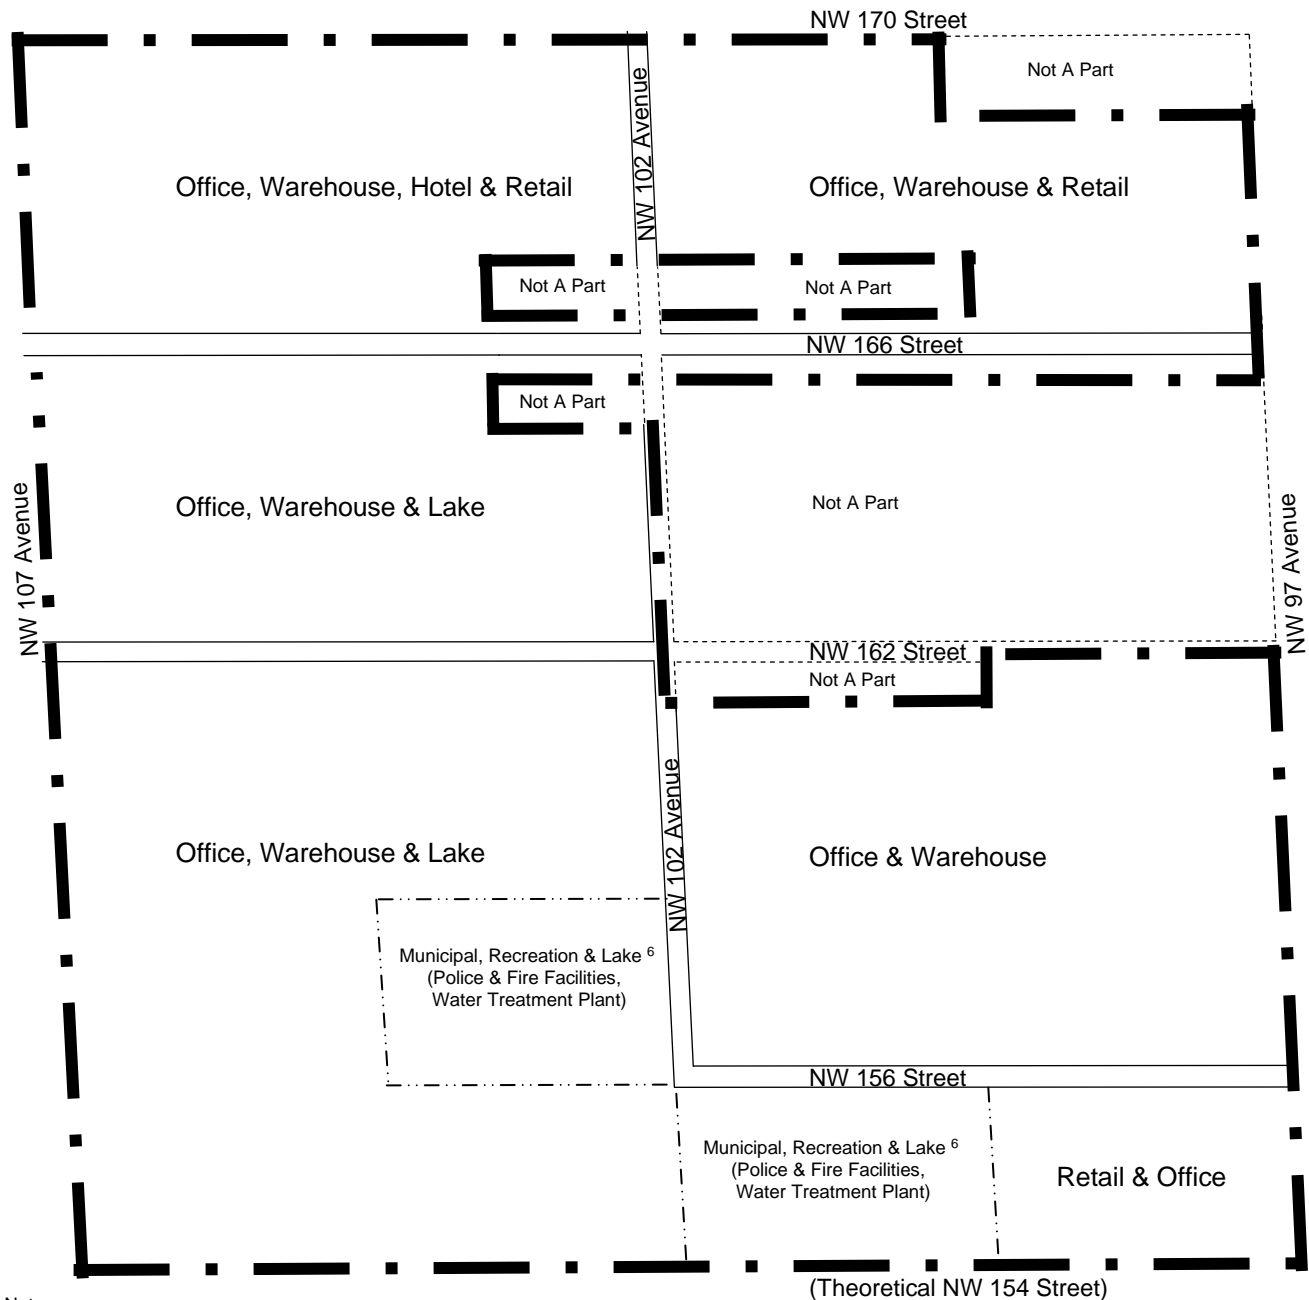 NW 170 Street
Not A Part
NW 102 Avenue
Office, Warehouse, Hotel & Retail
Office, Warehouse & Retail
Not A Part
Not A Part
NW 166 Street
Not A Part
NW 107 Avenue
Office, Warehouse & Lake
Not A Part
NW 97 Avenue
NW 162 Street
Not A Part
NW 102 Avenue
Office, Warehouse & Lake
Office & Warehouse
Municipal, Recreation & Lake 6
(Police & Fire Facilities,
Water Treatment Plant)
NW 156 Street
Municipal, Recreation & Lake 6
(Police & Fire Facilities,
Water Treatment Plant)
Retail & Office
(Theoretical NW 154 Street)